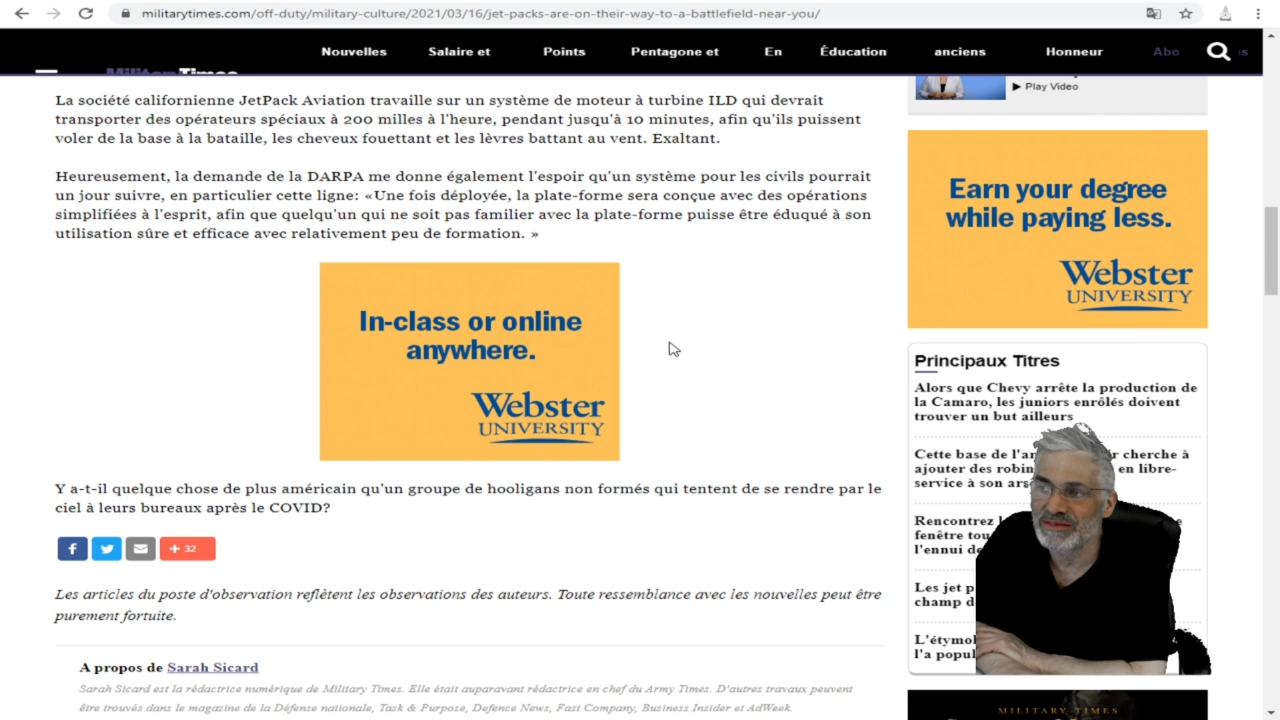 militarytimes.com/off-duty/military-culture/2021/03/16/jet-packs-are-on-their-way-to-a-battlefield-near-you/
Nouvelles Salaire et Points Pentagone et En Éducation anciens Honneur Abo
MilitaryTimes
La société californienne JetPack Aviation travaille sur un système de moteur à turbine ILD qui devrait
transporter des opérateurs spéciaux à 200 milles à l'heure, pendant jusqu'à 10 minutes, afin qu'ils puissent
voler de la base à la bataille, les cheveux fouettant et les lèvres battant au vent. Exaltant.
Heureusement, la demande de la DARPA me donne également l'espoir qu'un système pour les civils pourrait
un jour suivre, en particulier cette ligne: «Une fois déployée, la plate-forme sera conçue avec des opérations
simplifiées à l'esprit, afin que quelqu'un qui ne soit pas familier avec la plate-forme puisse être éduqué à son
utilisation sûre et efficace avec relativement peu de formation. »
In-class or online
anywhere.
Webster
UNIVERSITY
Y a-t-il quelque chose de plus américain qu'un groupe de hooligans non formés qui tentent de se rendre par le
ciel à leurs bureaux après le COVID?
+ 32
Les articles du poste d'observation reflètent les observations des auteurs. Toute ressemblance avec les nouvelles peut être
purement fortuite.
A propos de Sarah Sicard
Sarah Sicard est la rédactrice numérique de Military Times. Elle était auparavant rédactrice en chef du Army Times. D'autres travaux peuvent
être trouvés dans le magazine de la Défense nationale, Task & Purpose, Defence News, Fast Company, Business Insider et AdWeek.
Play Video
Earn your degree
while paying less.
Webster
UNIVERSITY
Principaux Titres
Alors que Chevy arrête la production de
la Camaro, les juniors enrôlés doivent
trouver un but ailleurs
Cette base de l'ar cherche à
ajouter des robin en libre-
service à son ars
Rencontrez
fenêtre tou
l'ennui de
Les jet p
champ d
L'étymol
l'a popul
MILITARY TIMES